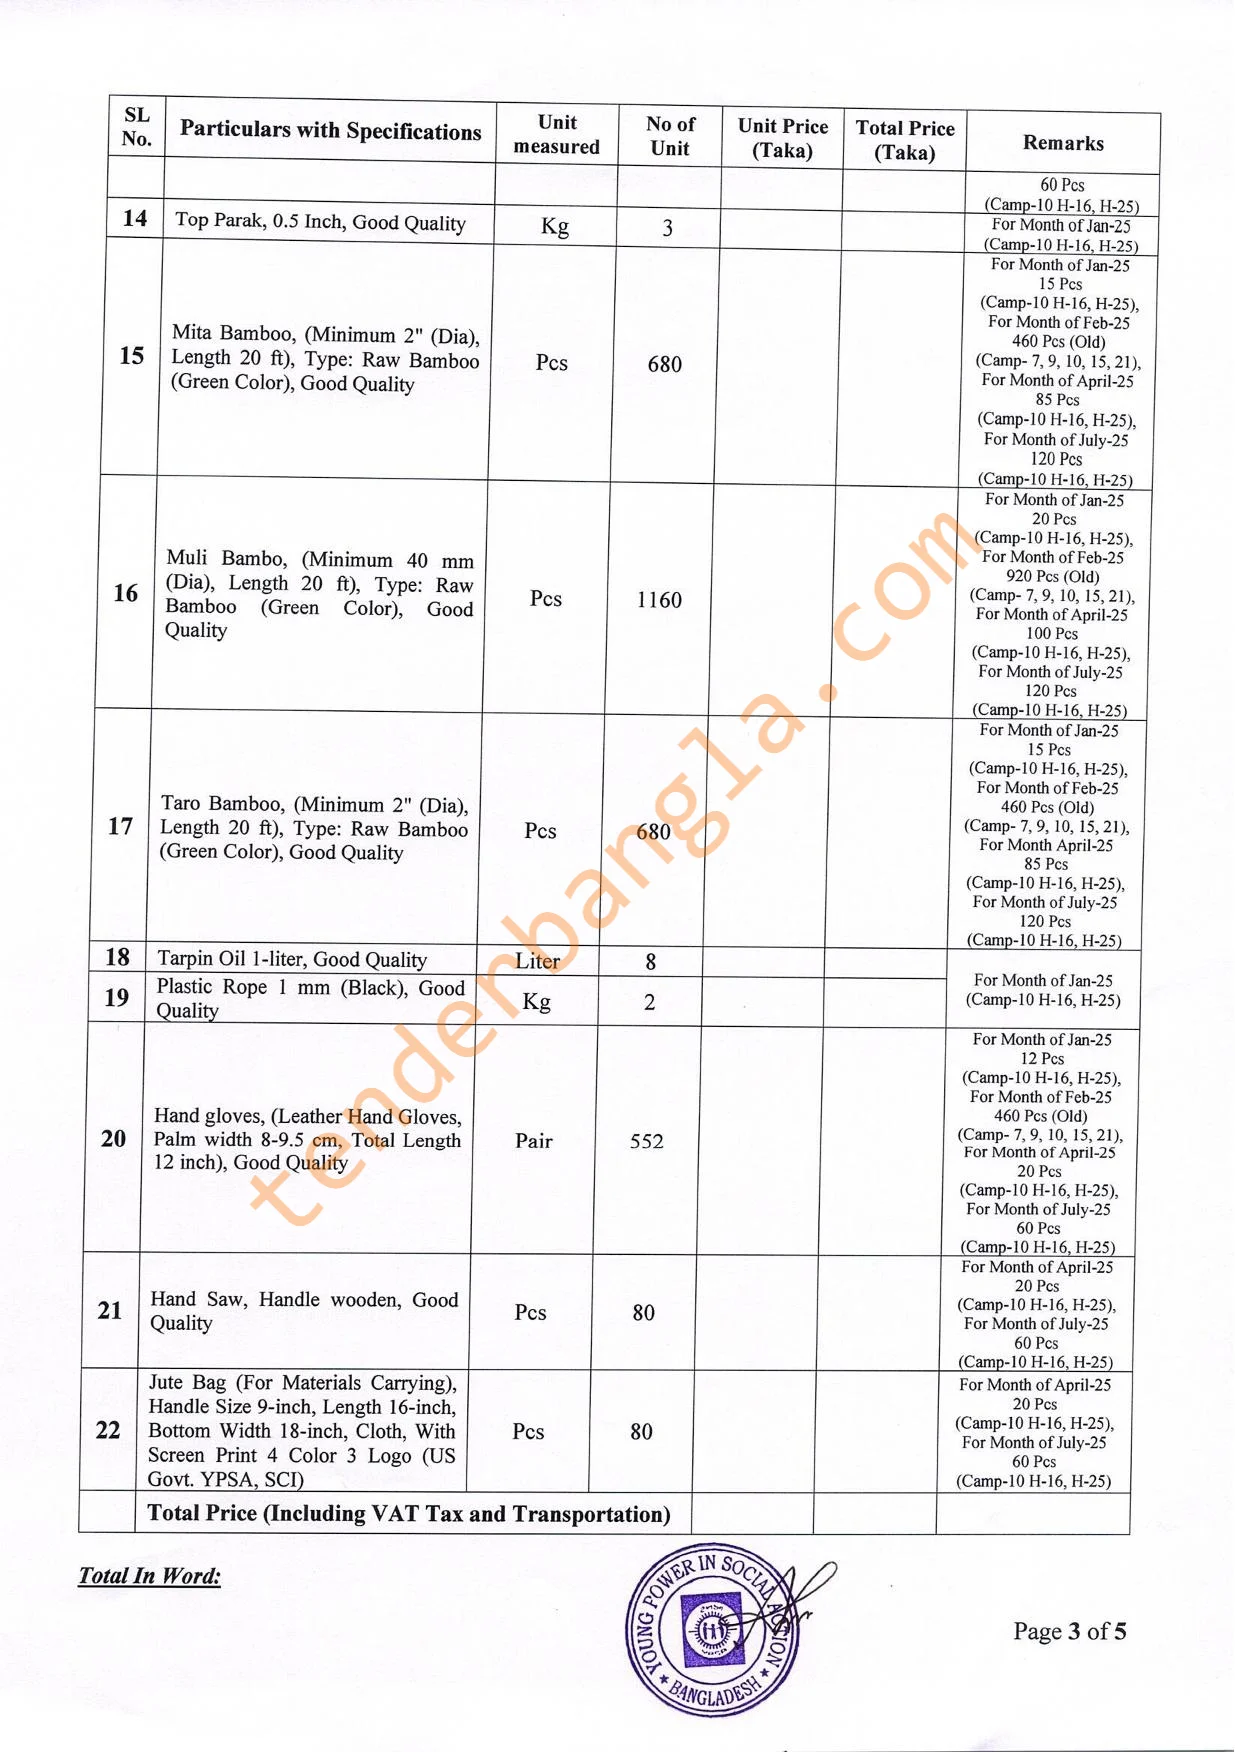 SL No.
Particulars with Specifications
Unit measured
No of Unit
Unit Price (Taka)
Total Price (Taka)
Remarks
60 Pcs
(Camp-10 H-16, H-25)
14
Top Parak, 0.5 Inch, Good Quality
Kg
3
For Month of Jan-25
(Camp-10 H-16, H-25)
15
Mita Bamboo, (Minimum 2" (Dia),
Length 20 ft), Type: Raw Bamboo
(Green Color), Good Quality
Pcs
680
For Month of Jan-25
15 Pcs
(Camp-10 H-16, H-25),
For Month of Feb-25
460 Pcs (Old)
(Camp- 7, 9, 10, 15, 21),
For Month of April-25
85 Pcs
(Camp-10 H-16, H-25),
For Month of July-25
120 Pcs
(Camp-10 H-16, H-25)
16
Muli Bambo, (Minimum 40 mm
(Dia), Length 20 ft), Type: Raw
Bamboo (Green Color), Good
Quality
Pcs
1160
For Month of Jan-25
20 Pcs
(Camp-10 H-16, H-25),
For Month of Feb-25
920 Pcs (Old)
(Camp- 7, 9, 10, 15, 21),
For Month of April-25
100 Pcs
(Camp-10 H-16, H-25),
For Month of July-25
120 Pcs
(Camp-10 H-16, H-25)
17
Taro Bamboo, (Minimum 2" (Dia),
Length 20 ft), Type: Raw Bamboo
(Green Color), Good Quality
Pcs
680
For Month of Jan-25
15 Pcs
(Camp-10 H-16, H-25),
For Month of Feb-25
460 Pcs (Old)
(Camp- 7, 9, 10, 15, 21),
For Month April-25
85 Pcs
(Camp-10 H-16, H-25),
For Month of July-25
120 Pcs
(Camp-10 H-16, H-25)
18
Tarpin Oil 1-liter, Good Quality
Liter
8
For Month of Jan-25
(Camp-10 H-16, H-25)
19
Plastic Rope 1 mm (Black), Good
Quality
Kg
2
20
Hand gloves, (Leather Hand Gloves,
Palm width 8-9.5 cm, Total Length
12 inch), Good Quality
Pair
552
For Month of Jan-25
12 Pcs
(Camp-10 H-16, H-25),
For Month of Feb-25
460 Pcs (Old)
(Camp- 7, 9, 10, 15, 21),
For Month of April-25
20 Pcs
(Camp-10 H-16, H-25),
For Month of July-25
60 Pcs
(Camp-10 H-16, H-25)
21
Hand Saw, Handle wooden, Good
Quality
Pcs
80
For Month of April-25
20 Pcs
(Camp-10 H-16, H-25),
For Month of July-25
60 Pcs
(Camp-10 H-16, H-25)
22
Jute Bag (For Materials Carrying),
Handle Size 9-inch, Length 16-inch,
Bottom Width 18-inch, Cloth, With
Screen Print 4 Color 3 Logo (US
Govt. YPSA, SCI)
Pcs
80
For Month of April-25
20 Pcs
(Camp-10 H-16, H-25),
For Month of July-25
60 Pcs
(Camp-10 H-16, H-25)
Total Price (Including VAT Tax and Transportation)
Total In Word:
YOUNG POWER IN SOCIAL ACTION
★ BANGLADESH ★
Page 3 of 5
tenderbangla.com